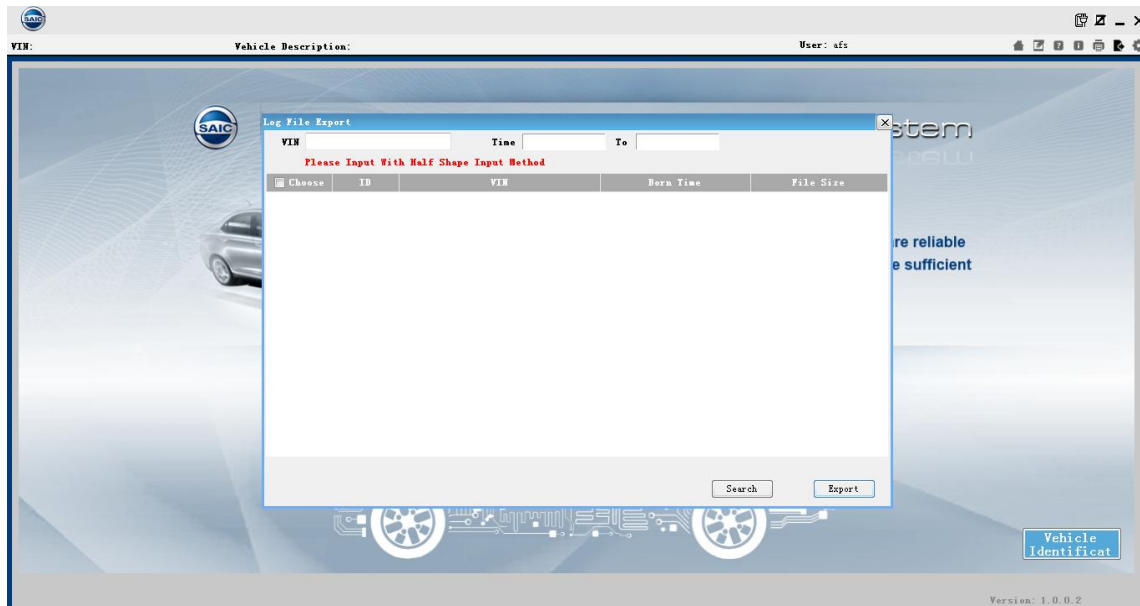 SAIC
VIN: Vehicle Description: User: afs
SAIC
Log File Export
stem
VIN Time To
Please Input With Half Shape Input Method
Choose ID VIN Born Time File Size
re reliable
e sufficient
Search Export
Vehicle
Identificat
Version: 1.0.0.2